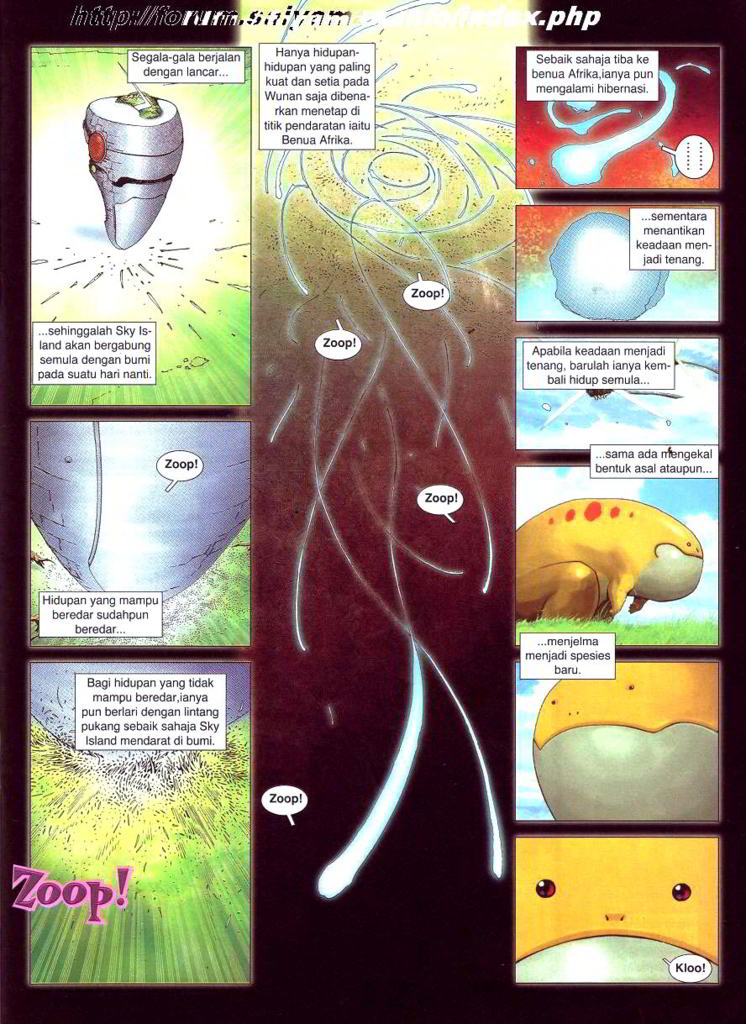 Segala-gala berjalan
dengan lancar...
...sehinggalah Sky Is-
land akan bergabung
semula dengan bumi
pada suatu hari nanti.
Zoop!
Hidupan yang mampu
beredar sudahpun
beredar...
Bagi hidupan yang tidak
mampu beredar,ianya
pun berlari dengan lintang
pukang sebaik sahaja Sky
Island mendarat di bumi.
Zoop!
Hanya hidupan-
hidupan yang paling
kuat dan setia pada
Wunan saja dibena-
rkan menetap di
titik pendaratan iaitu
Benua Afrika.
Zoop!
Zoop!
Zoop!
Zoop!
Sebaik sahaja tiba ke
benua Afrika,ianya pun
mengalami hibernasi.
...sementara
menantikan
keadaan men-
jadi tenang.
Apabila keadaan menjadi
tenang, barulah ianya kem-
bali hidup semula...
...sama ada mengekal
bentuk asal ataupun...
...menjelma
menjadi spesies
baru.
Kloo!